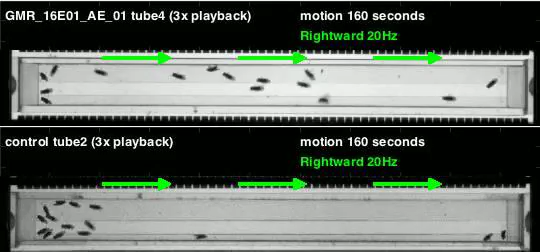 GMR_16E01_AE_01 tube4 (3x playback)
motion 160 seconds
Rightward 20Hz
control tube2 (3x playback)
motion 160 seconds
Rightward 20Hz